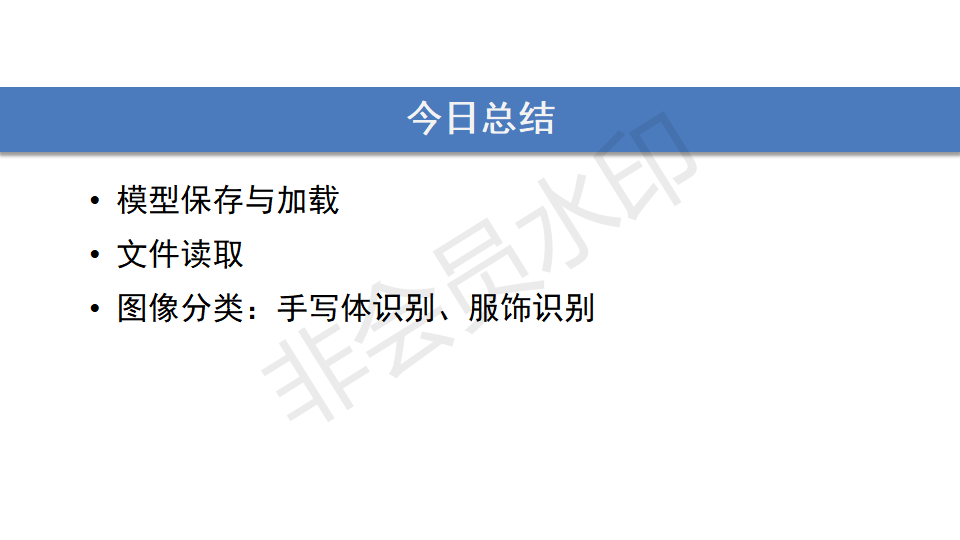 今日总结
• 模型保存与加载
• 文件读取
• 图像分类：手写体识别、服饰识别
非会员水印